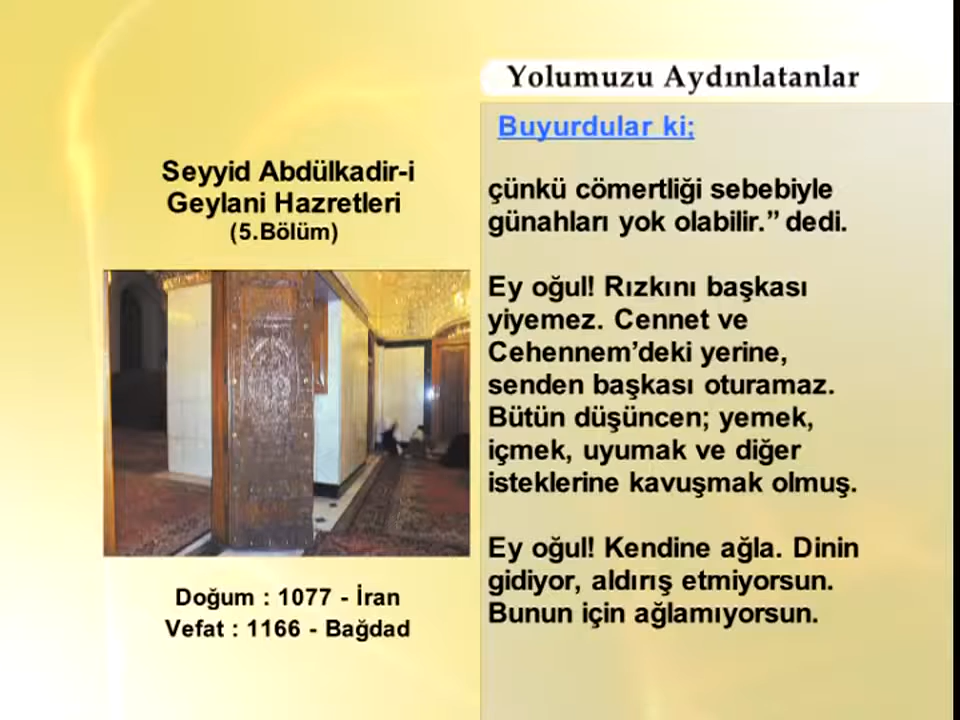 Yolumuzu Aydınlatanlar
Seyyid Abdülkadir-i
Geylani Hazretleri
(5.Bölüm)
Doğum : 1077 - İran
Vefat : 1166 - Bağdad
Buyurdular ki;
çünkü cömertliği sebebiyle
günahları yok olabilir.” dedi.
Ey oğul! Rızkını başkası
yiyemez. Cennet ve
Cehennem’deki yerine,
senden başkası oturamaz.
Bütün düşüncen; yemek,
içmek, uyumak ve diğer
isteklerine kavuşmak olmuş.
Ey oğul! Kendine ağla. Dinin
gidiyor, aldırış etmiyorsun.
Bunun için ağlamıyorsun.